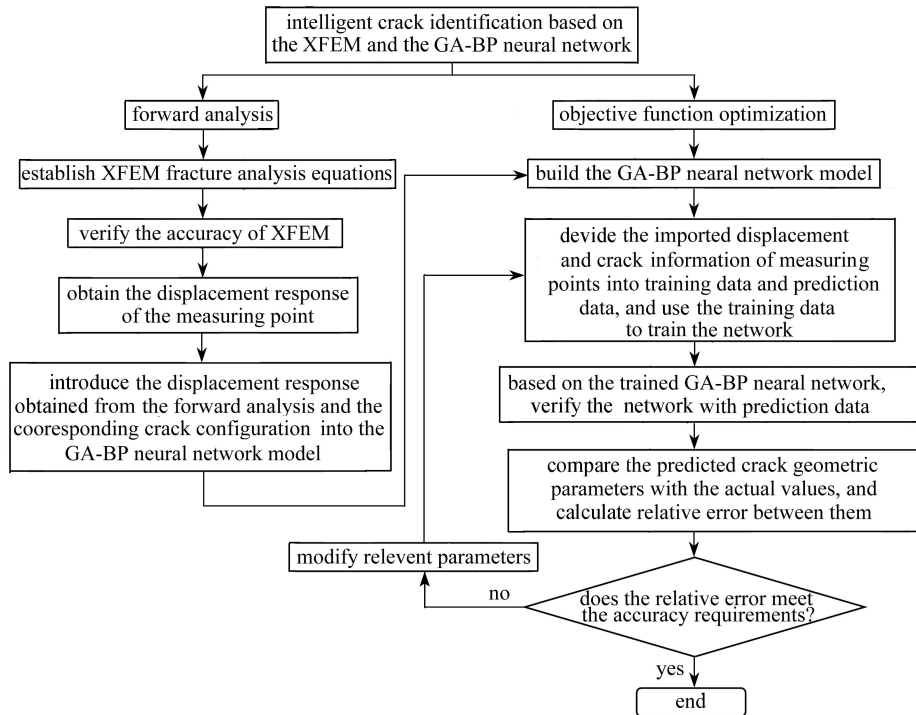 intelligent crack identification based on
the XFEM and the GA-BP neural network
forward analysis
establish XFEM fracture analysis equations
verify the accuracy of XFEM
obtain the displacement response
of the measuring point
introduce the displacement response
obtained from the forward analysis and the
cooresponding crack configuration into the
GA-BP neural network model
objective function optimization
build the GA-BP nearal network model
devide the imported displacement
and crack information of measuring
points into training data and prediction
data, and use the training data
to train the network
based on the trained GA-BP nearal network,
verify the network with prediction data
compare the predicted crack geometric
parameters with the actual values, and
calculate relative error between them
does the relative error meet
the accuracy requirements?
no
modify relevent parameters
yes
end